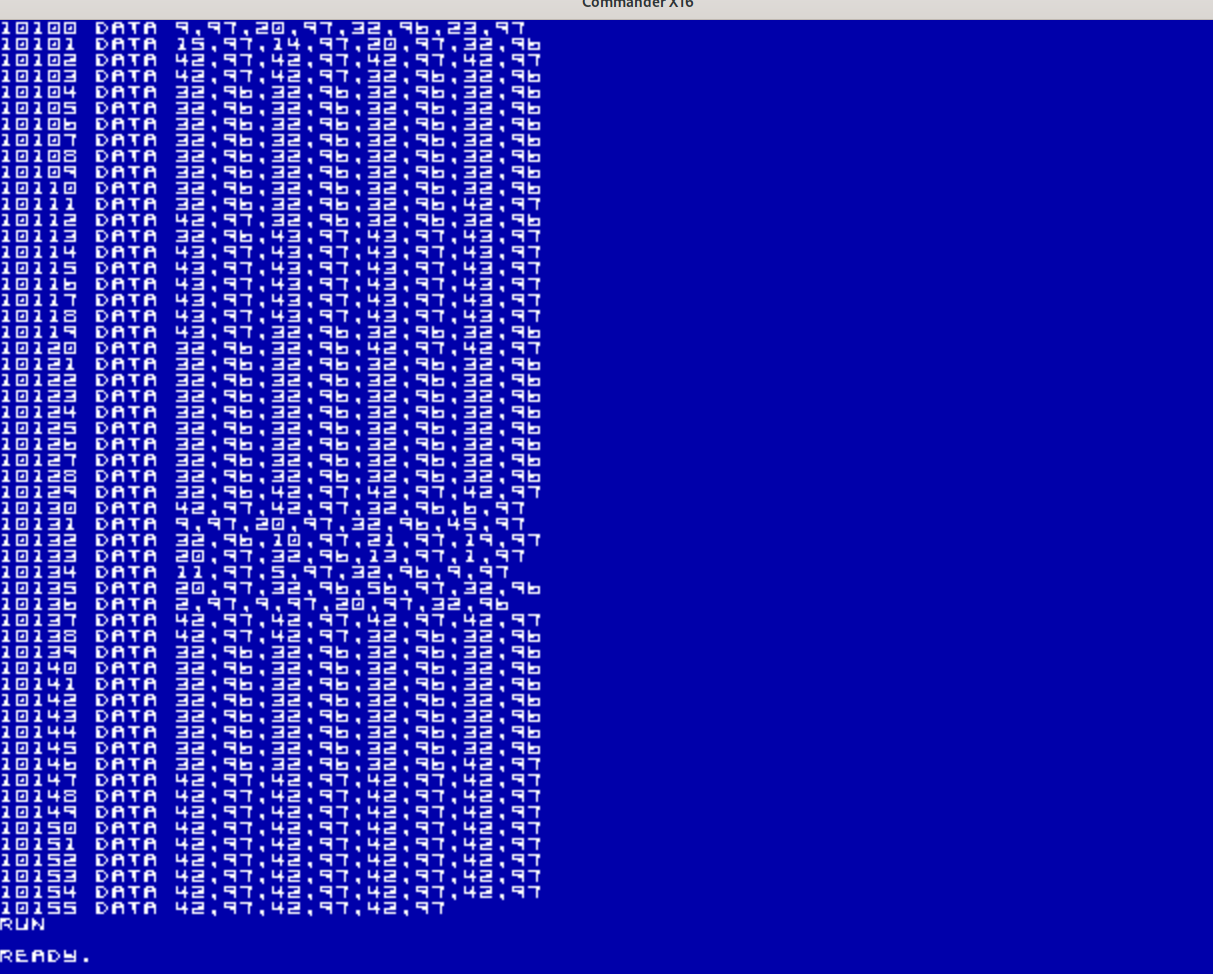 Commander X16
10100 DATA 9,97,20,97,32,96,23,97
10101 DATA 15,97,14,97,20,97,32,96
10102 DATA 42,97,42,97,42,97,42,97
10103 DATA 42,97,42,97,32,96,32,96
10104 DATA 32,96,32,96,32,96,32,96
10105 DATA 32,96,32,96,32,96,32,96
10106 DATA 32,96,32,96,32,96,32,96
10107 DATA 32,96,32,96,32,96,32,96
10108 DATA 32,96,32,96,32,96,32,96
10109 DATA 32,96,32,96,32,96,32,96
10110 DATA 32,96,32,96,32,96,32,96
10111 DATA 32,96,32,96,32,96,42,97
10112 DATA 42,97,32,96,32,96,32,96
10113 DATA 32,96,43,97,43,97,43,97
10114 DATA 43,97,43,97,43,97,43,97
10115 DATA 43,97,43,97,43,97,43,97
10116 DATA 43,97,43,97,43,97,43,97
10117 DATA 43,97,43,97,43,97,43,97
10118 DATA 43,97,43,97,43,97,43,97
10119 DATA 43,97,32,96,32,96,32,96
10120 DATA 32,96,32,96,42,97,42,97
10121 DATA 32,96,32,96,32,96,32,96
10122 DATA 32,96,32,96,32,96,32,96
10123 DATA 32,96,32,96,32,96,32,96
10124 DATA 32,96,32,96,32,96,32,96
10125 DATA 32,96,32,96,32,96,32,96
10126 DATA 32,96,32,96,32,96,32,96
10127 DATA 32,96,32,96,32,96,32,96
10128 DATA 32,96,32,96,32,96,32,96
10129 DATA 32,96,42,97,42,97,42,97
10130 DATA 42,97,42,97,32,96,6,97
10131 DATA 9,97,20,97,32,96,45,97
10132 DATA 32,96,10,97,21,97,19,97
10133 DATA 20,97,32,96,13,97,1,97
10134 DATA 11,97,5,97,32,96,9,97
10135 DATA 20,97,32,96,56,97,32,96
10136 DATA 2,97,9,97,20,97,32,96
10137 DATA 42,97,42,97,42,97,42,97
10138 DATA 42,97,42,97,32,96,32,96
10139 DATA 32,96,32,96,32,96,32,96
10140 DATA 32,96,32,96,32,96,32,96
10141 DATA 32,96,32,96,32,96,32,96
10142 DATA 32,96,32,96,32,96,32,96
10143 DATA 32,96,32,96,32,96,32,96
10144 DATA 32,96,32,96,32,96,32,96
10145 DATA 32,96,32,96,32,96,32,96
10146 DATA 32,96,32,96,32,96,42,97
10147 DATA 42,97,42,97,42,97,42,97
10148 DATA 42,97,42,97,42,97,42,97
10149 DATA 42,97,42,97,42,97,42,97
10150 DATA 42,97,42,97,42,97,42,97
10151 DATA 42,97,42,97,42,97,42,97
10152 DATA 42,97,42,97,42,97,42,97
10153 DATA 42,97,42,97,42,97,42,97
10154 DATA 42,97,42,97,42,97,42,97
10155 DATA 42,97,42,97,42,97
RUN
READY.